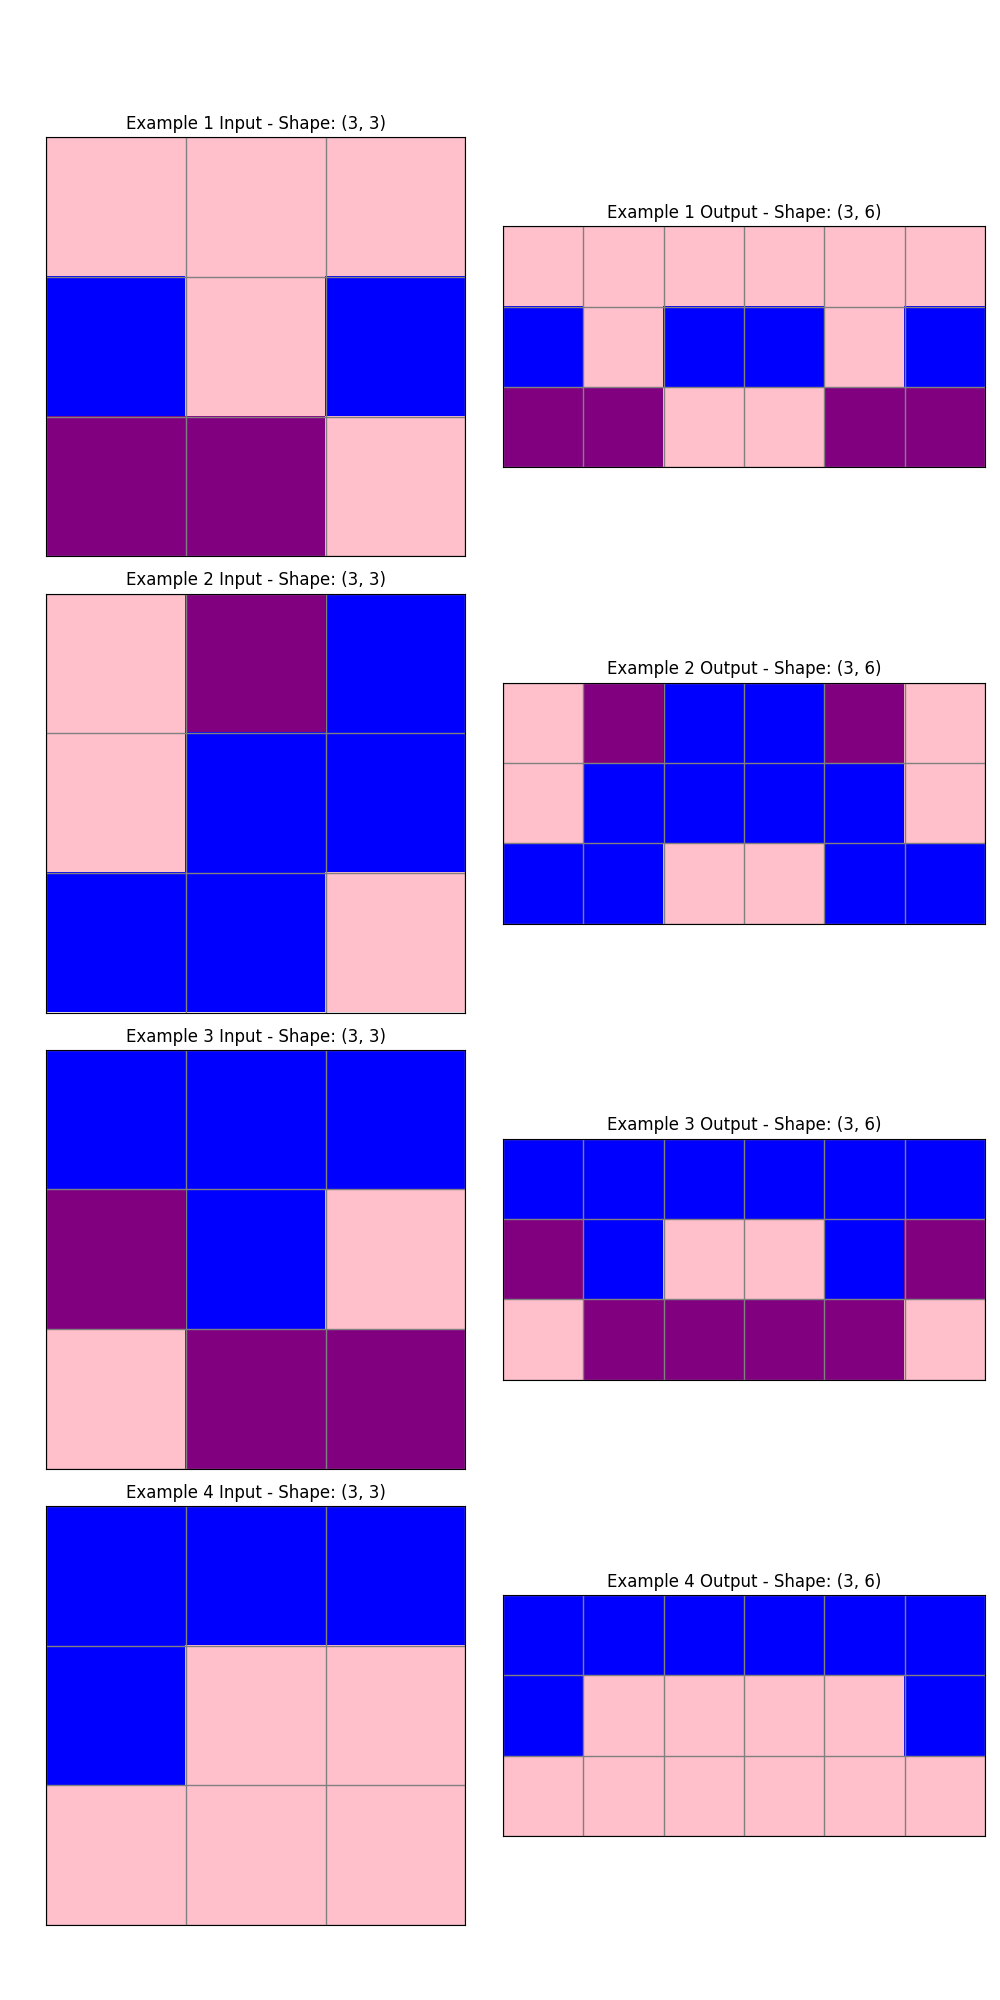 Example 1 Input - Shape: (3, 3)
Example 1 Output - Shape: (3, 6)
Example 2 Input - Shape: (3, 3)
Example 2 Output - Shape: (3, 6)
Example 3 Input - Shape: (3, 3)
Example 3 Output - Shape: (3, 6)
Example 4 Input - Shape: (3, 3)
Example 4 Output - Shape: (3, 6)